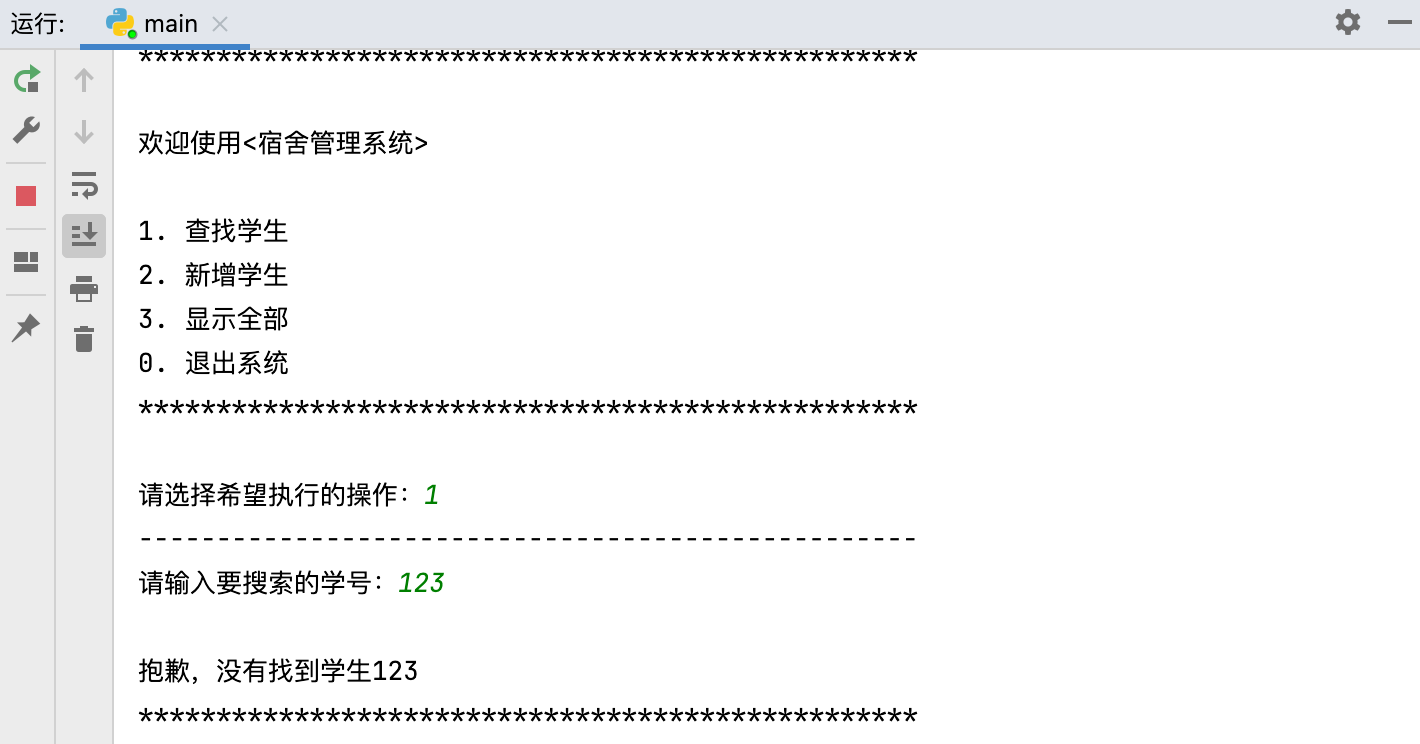 运行: main
**************************************************
欢迎使用<宿舍管理系统>
1. 查找学生
2. 新增学生
3. 显示全部
0. 退出系统
**************************************************
请选择希望执行的操作：1
--------------------------------------------------
请输入要搜索的学号：123
抱歉，没有找到学生123
**************************************************